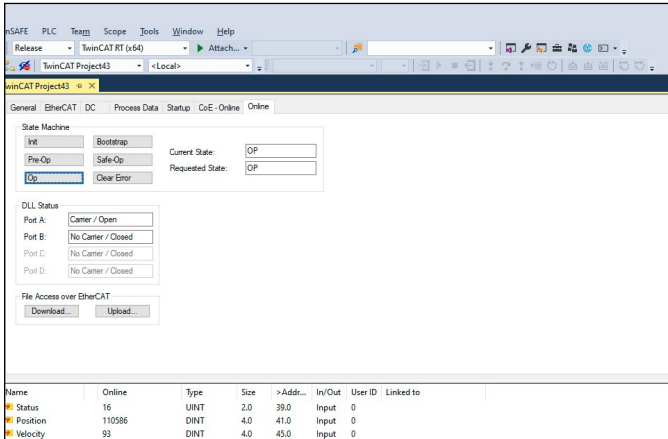 nSAFE PLC Team Scope Tools Window Help
Release TwinCAT RT (x64) Attach...
TwinCAT Project43 <Local>
TwinCAT Project43
General EtherCAT DC Process Data Startup CoE - Online Online
State Machine
Init Bootstrap
Current State: OP
Pre-Op Safe-Op
Requested State: OP
Op Clear Error
DLL Status
Port A: Carrier / Open
Port B: No Carrier / Closed
Port C: No Carrier / Closed
Port D: No Carrier / Closed
File Access over EtherCAT
Download... Upload...
Name Online Type Size >Addr... In/Out User ID Linked to
Status 16 UINT 2.0 39.0 Input 0
Position 110586 DINT 4.0 41.0 Input 0
Velocity 93 DINT 4.0 45.0 Input 0